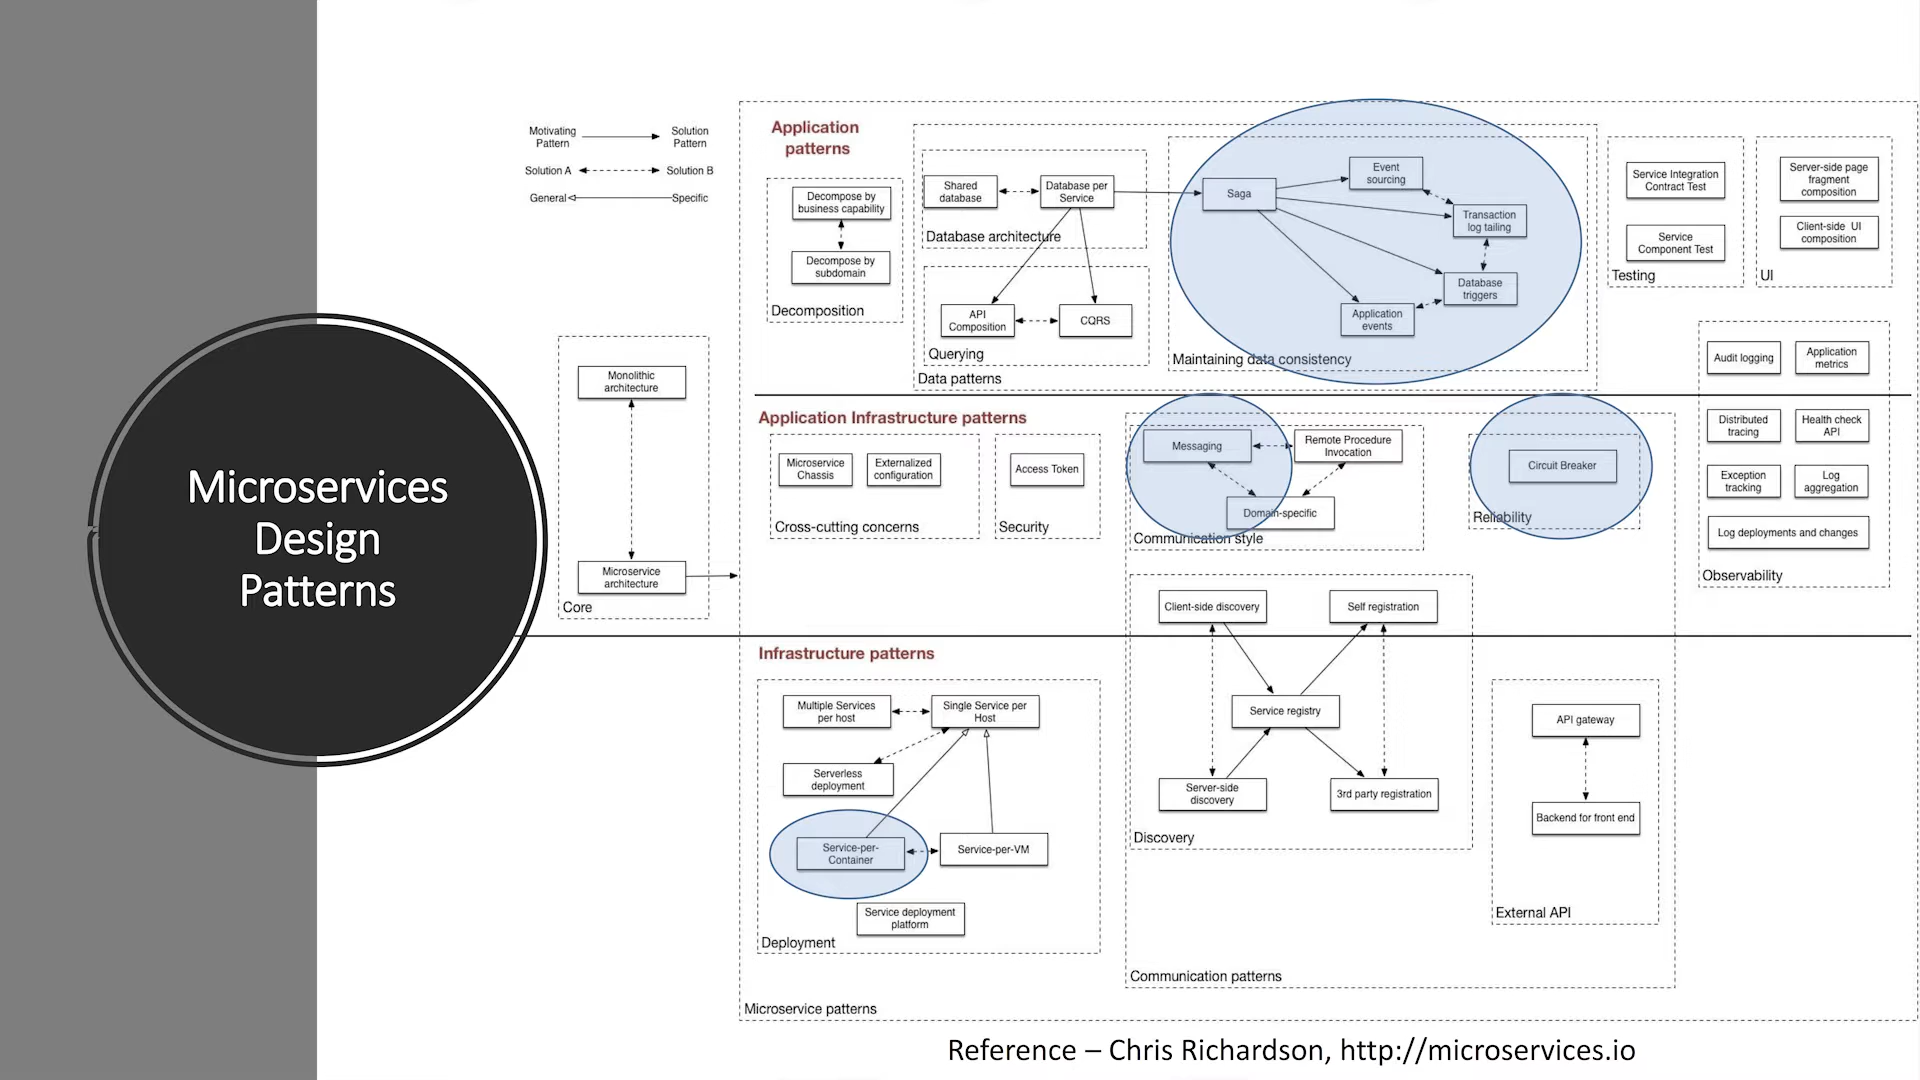 Microservices
Design
Patterns
Motivating
Pattern
Solution
Pattern
Solution A
Solution B
General
Specific
Monolithic
architecture
Microservice
architecture
Core
Application
patterns
Decompose by
business capability
Decompose by
subdomain
Decomposition
Shared
database
Database per
Service
Database architecture
API
Composition
CQRS
Querying
Data patterns
Saga
Event
sourcing
Transaction
log tailing
Database
triggers
Application
events
Maintaining data consistency
Service Integration
Contract Test
Service
Component Test
Testing
Server-side page
fragment
composition
Client-side UI
composition
UI
Application Infrastructure patterns
Microservice
Chassis
Externalized
configuration
Cross-cutting concerns
Access Token
Security
Messaging
Remote Procedure
Invocation
Domain-specific
Communication style
Circuit Breaker
Reliability
Audit logging
Application
metrics
Distributed
tracing
Health check
API
Exception
tracking
Log
aggregation
Log deployments and changes
Observability
Infrastructure patterns
Multiple Services
per host
Single Service per
Host
Serverless
deployment
Service-per-
Container
Service-per-VM
Service deployment
platform
Deployment
Client-side discovery
Self registration
Service registry
Server-side
discovery
3rd party registration
Discovery
API gateway
Backend for front end
External API
Communication patterns
Microservice patterns
Reference – Chris Richardson, http://microservices.io